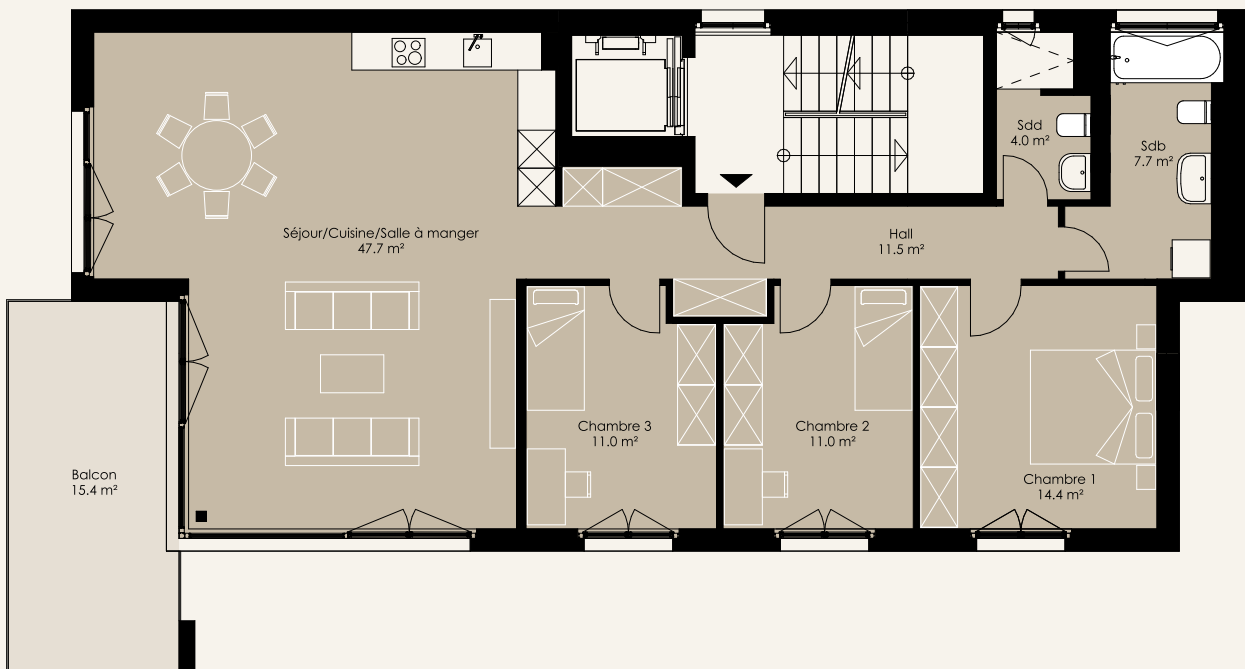 Sdd
4.0 m²
Sdb
7.7 m²
Séjour/Cuisine/Salle à manger
47.7 m²
Hall
11.5 m²
Chambre 3
11.0 m²
Chambre 2
11.0 m²
Chambre 1
14.4 m²
Balcon
15.4 m²